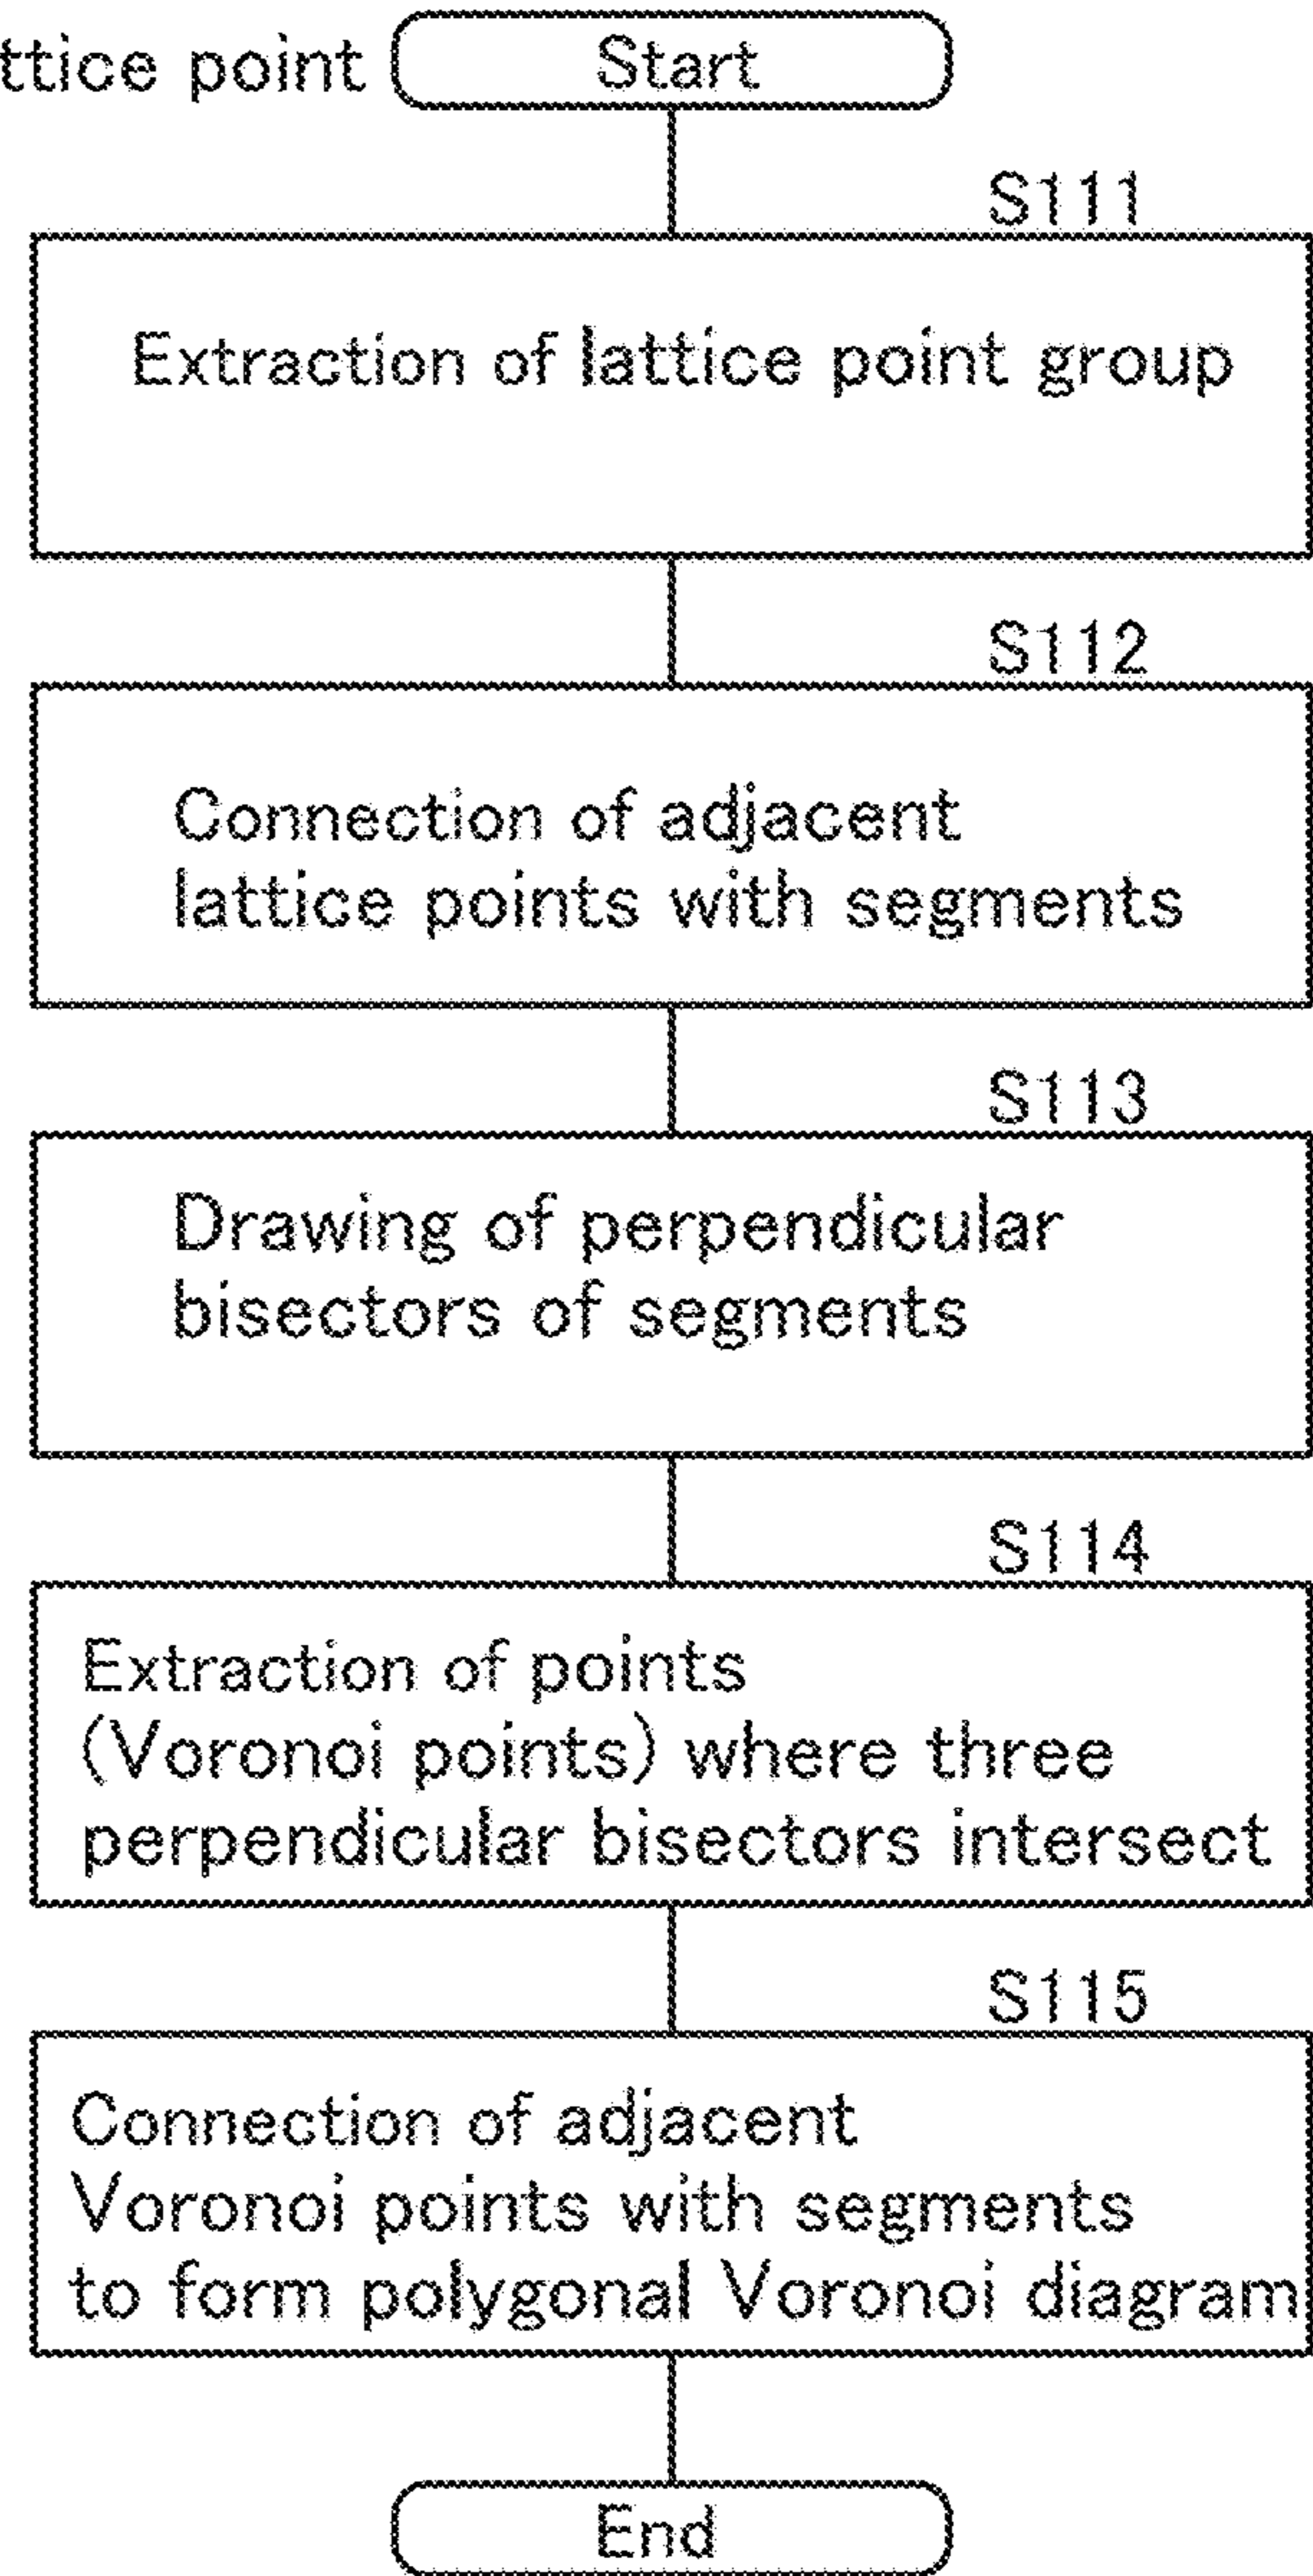 point
Start
S111
Extraction of lattice point group
S112
Connection of adjacent
lattice points with segments
S113
Drawing of perpendicular
bisectors of segments
S114
Extraction of points
(Voronoi points) where three
perpendicular bisectors intersect
S115
Connection of adjacent
Voronoi points with segments
to form polygonal Voronoi diagram
End